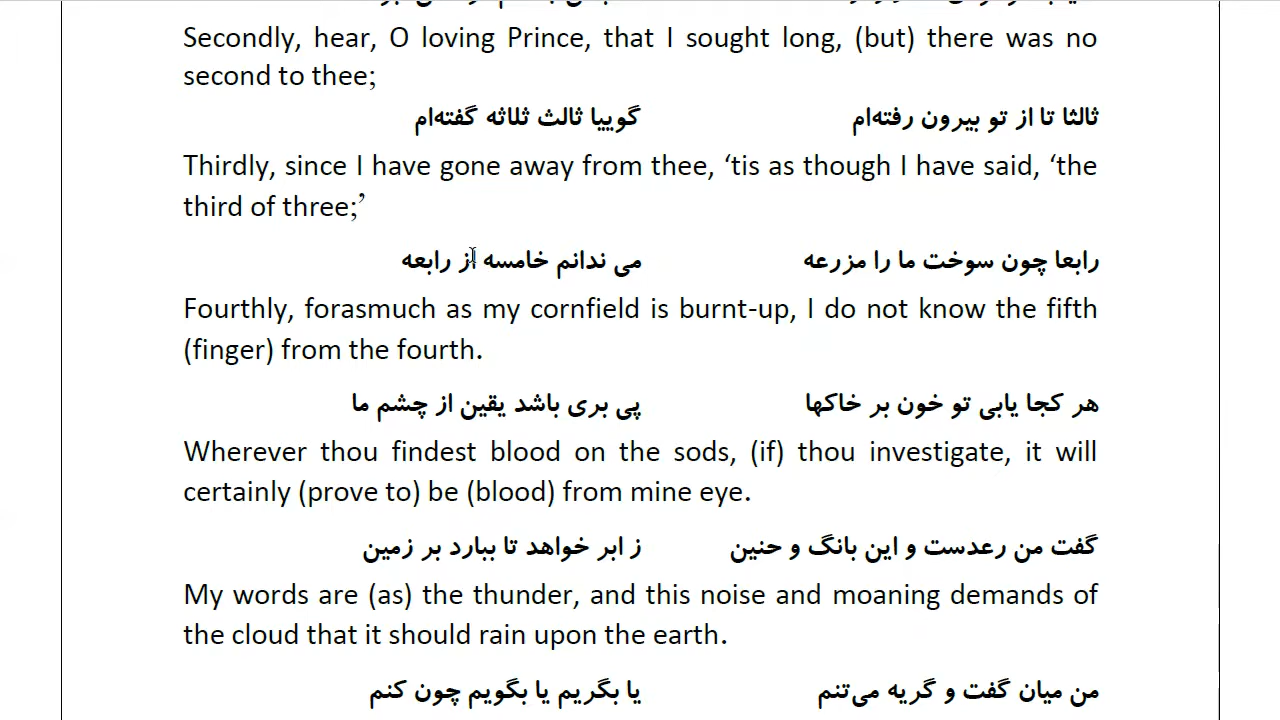 Secondly, hear, O loving Prince, that I sought long, (but) there was no
second to thee;
ثالثا تا از تو بیرون رفته‌ام گوییا ثالث ثلاثه گفته‌ام
Thirdly, since I have gone away from thee, ‘tis as though I have said, ‘the
third of three;’
رابعا چون سوخت ما را مزرعه می ندانم خامسه از رابعه
Fourthly, forasmuch as my cornfield is burnt-up, I do not know the fifth
(finger) from the fourth.
هر کجا یابی تو خون بر خاکها پی بری باشد یقین از چشم ما
Wherever thou findest blood on the sods, (if) thou investigate, it will
certainly (prove to) be (blood) from mine eye.
گفت من رعدست و این بانگ و حنین ز ابر خواهد تا ببارد بر زمین
My words are (as) the thunder, and this noise and moaning demands of
the cloud that it should rain upon the earth.
من میان گفت و گریه می‌تنم یا بگریم یا بگویم چون کنم